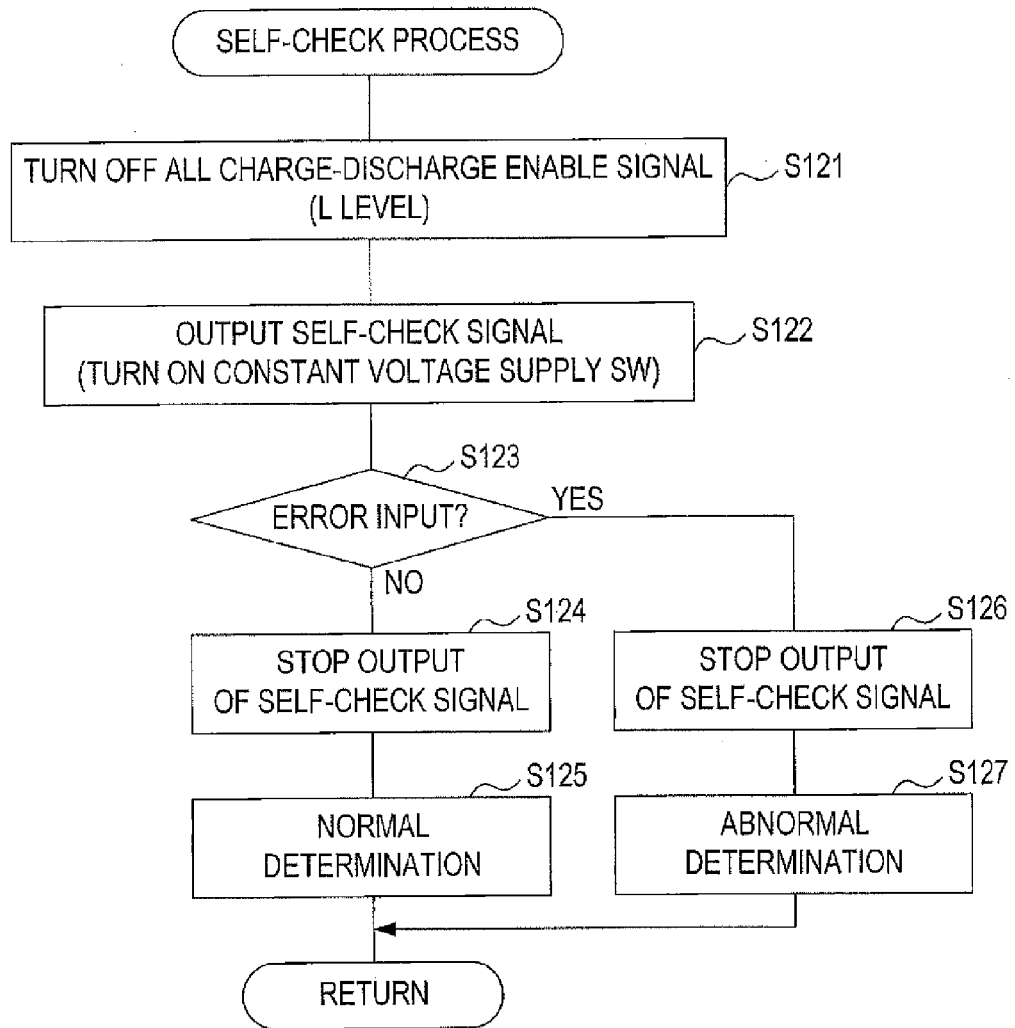 SELF-CHECK PROCESS
TURN OFF ALL CHARGE-DISCHARGE ENABLE SIGNAL
(L LEVEL)
S121
OUTPUT SELF-CHECK SIGNAL
(TURN ON CONSTANT VOLTAGE SUPPLY SW)
S122
S123
ERROR INPUT?
YES
NO
S124
STOP OUTPUT
OF SELF-CHECK SIGNAL
S126
STOP OUTPUT
OF SELF-CHECK SIGNAL
S125
NORMAL
DETERMINATION
S127
ABNORMAL
DETERMINATION
RETURN